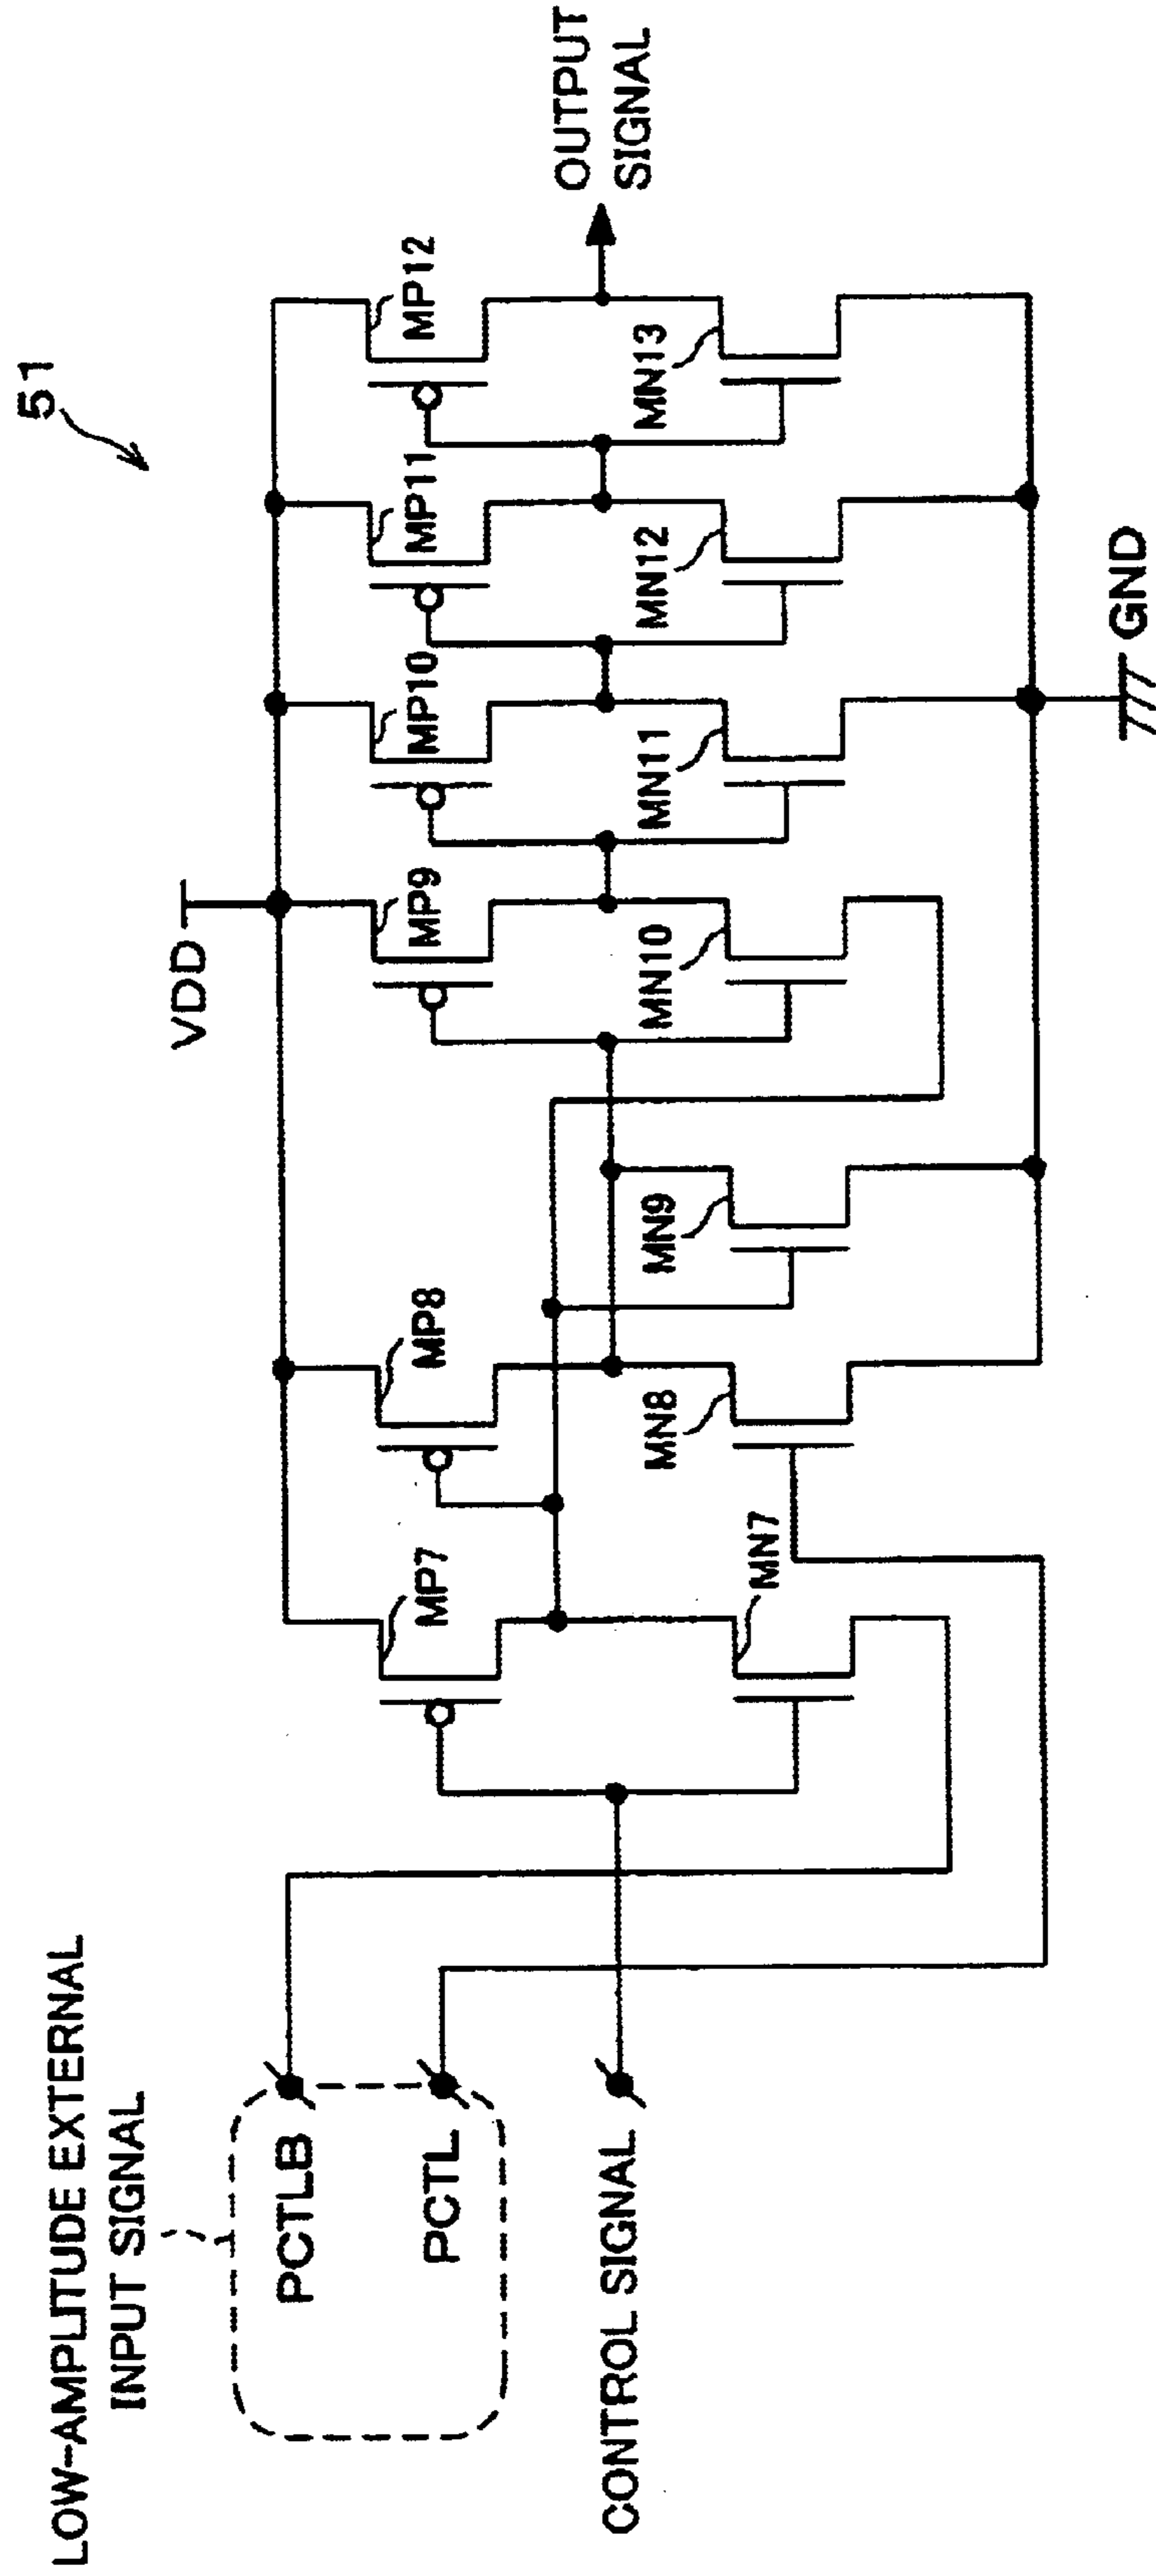 51
VDD
LOW-AMPLITUDE EXTERNAL
INPUT SIGNAL
PCTLB
PCTL
CONTROL SIGNAL
MP7
MP8
MP9
MP10
MP11
MP12
MN7
MN8
MN9
MN10
MN11
MN12
MN13
OUTPUT
SIGNAL
GND